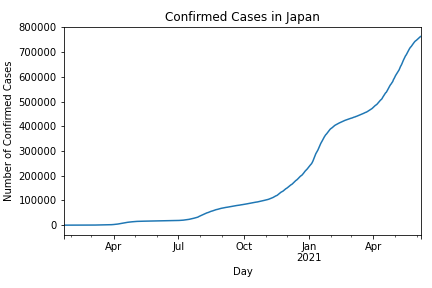 Confirmed Cases in Japan
800000
700000
600000
500000
400000
300000
200000
100000
0
Number of Confirmed Cases
Apr Jul Oct Jan Apr
2021
Day